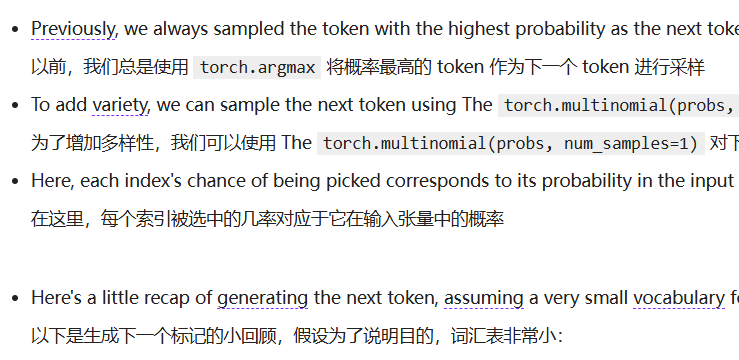 Previously, we always sampled the token with the highest probability as the next
以前，我们总是使用 torch.argmax 将概率最高的 token 作为下一个 token 进行采样
To add variety, we can sample the next token using The torch.multinomial(probs,
为了增加多样性，我们可以使用 The torch.multinomial(probs, num_samples=1) 对
Here, each index's chance of being picked corresponds to its probability in the input
在这里，每个索引被选中的几率对应于它在输入张量中的概率
Here's a little recap of generating the next token, assuming a very small vocabulary
以下是生成下一个标记的小回顾，假设为了说明目的，词汇表非常小：